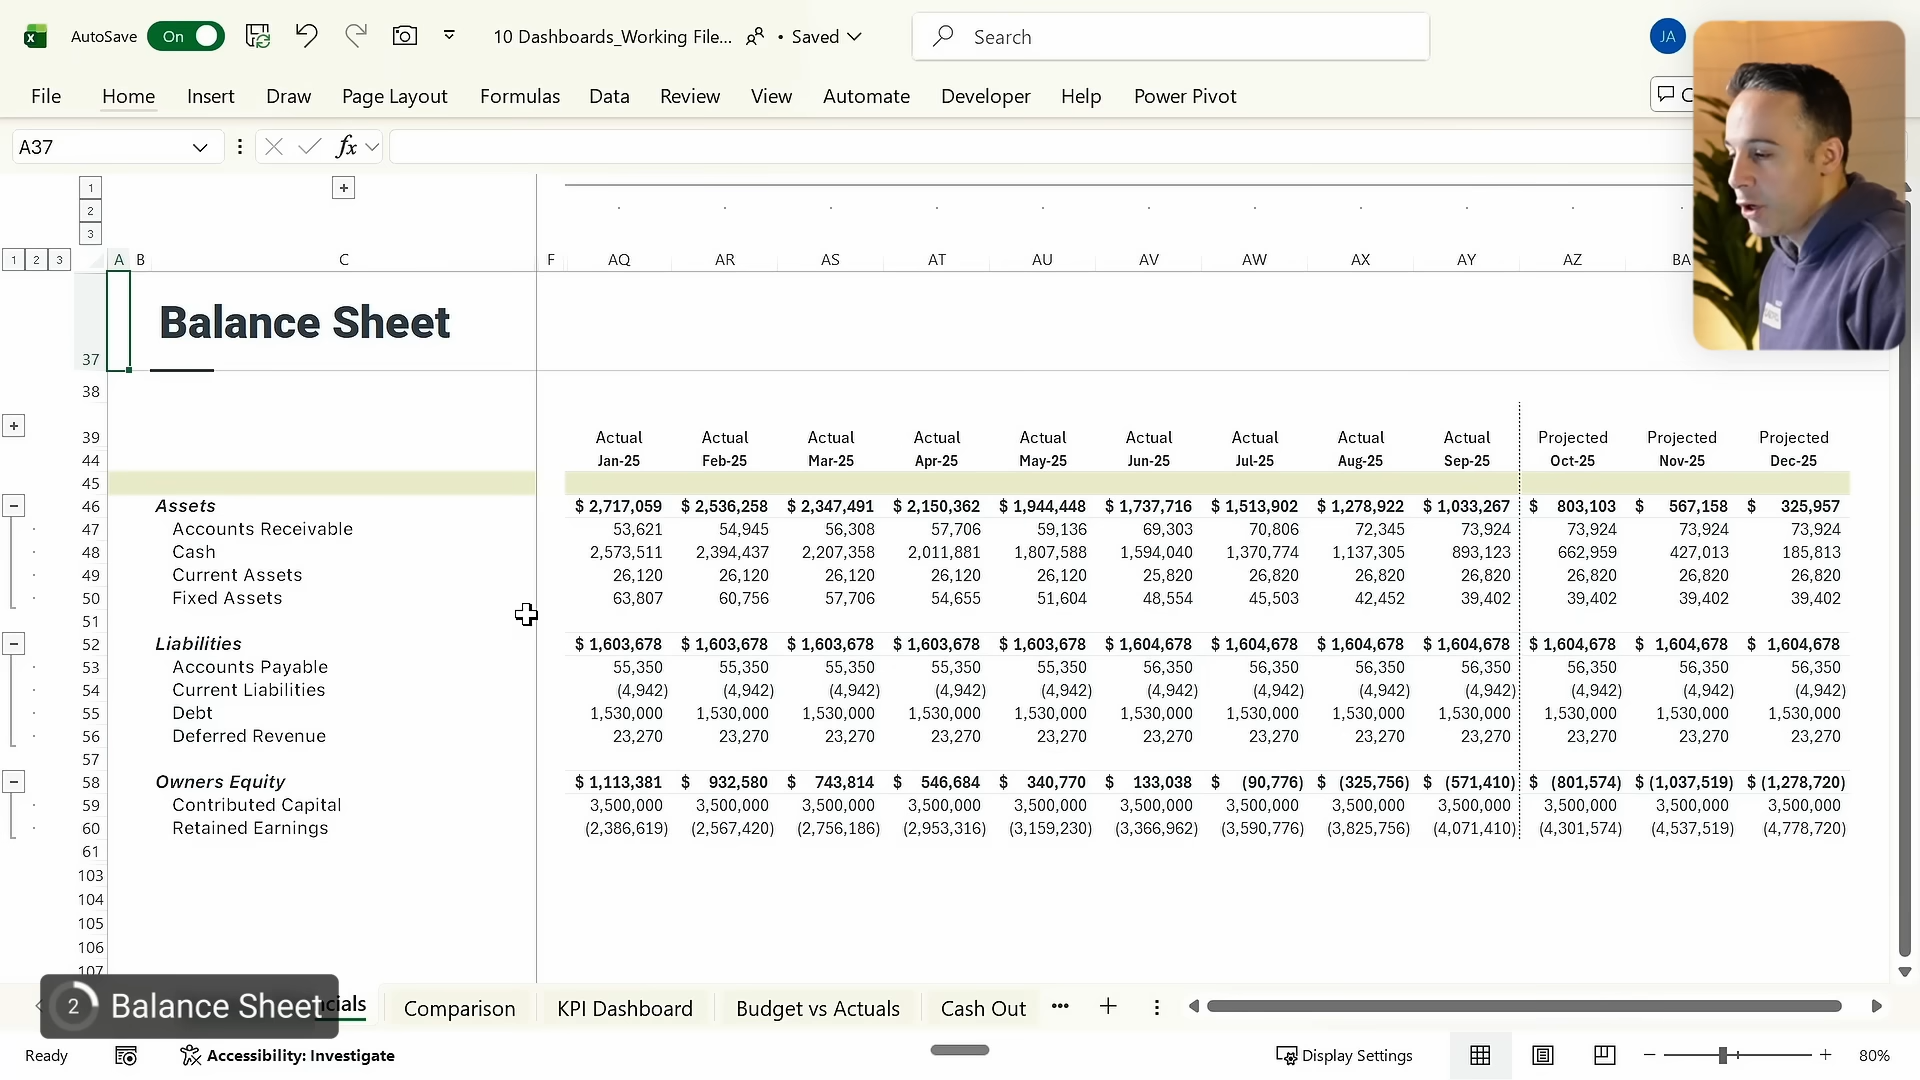 AutoSave On 10 Dashboards_Working File... • Saved Search JA
File Home Insert Draw Page Layout Formulas Data Review View Automate Developer Help Power Pivot C
A37 fx
1
2
3
1 2 3 A B C F AQ AR AS AT AU AV AW AX AY AZ BA
37 Balance Sheet
38
39 Actual Actual Actual Actual Actual Actual Actual Actual Actual Projected Projected Projected
44 Jan-25 Feb-25 Mar-25 Apr-25 May-25 Jun-25 Jul-25 Aug-25 Sep-25 Oct-25 Nov-25 Dec-25
45
46 Assets $ 2,717,059 $ 2,536,258 $ 2,347,491 $ 2,150,362 $ 1,944,448 $ 1,737,716 $ 1,513,902 $ 1,278,922 $ 1,033,267 $ 803,103 $ 567,158 $ 325,957
47 Accounts Receivable 53,621 54,945 56,308 57,706 59,136 69,303 70,806 72,345 73,924 73,924 73,924 73,924
48 Cash 2,573,511 2,394,437 2,207,358 2,011,881 1,807,588 1,594,040 1,370,774 1,137,305 893,123 662,959 427,013 185,813
49 Current Assets 26,120 26,120 26,120 26,120 26,120 25,820 26,820 26,820 26,820 26,820 26,820 26,820
50 Fixed Assets 63,807 60,756 57,706 54,655 51,604 48,554 45,503 42,452 39,402 39,402 39,402 39,402
51
52 Liabilities $ 1,603,678 $ 1,603,678 $ 1,603,678 $ 1,603,678 $ 1,603,678 $ 1,604,678 $ 1,604,678 $ 1,604,678 $ 1,604,678 $ 1,604,678 $ 1,604,678 $ 1,604,678
53 Accounts Payable 55,350 55,350 55,350 55,350 55,350 56,350 56,350 56,350 56,350 56,350 56,350 56,350
54 Current Liabilities (4,942) (4,942) (4,942) (4,942) (4,942) (4,942) (4,942) (4,942) (4,942) (4,942) (4,942) (4,942)
55 Debt 1,530,000 1,530,000 1,530,000 1,530,000 1,530,000 1,530,000 1,530,000 1,530,000 1,530,000 1,530,000 1,530,000 1,530,000
56 Deferred Revenue 23,270 23,270 23,270 23,270 23,270 23,270 23,270 23,270 23,270 23,270 23,270 23,270
57
58 Owners Equity $ 1,113,381 $ 932,580 $ 743,814 $ 546,684 $ 340,770 $ 133,038 $ (90,776) $ (325,756) $ (571,410) $ (801,574) $ (1,037,519) $ (1,278,720)
59 Contributed Capital 3,500,000 3,500,000 3,500,000 3,500,000 3,500,000 3,500,000 3,500,000 3,500,000 3,500,000 3,500,000 3,500,000 3,500,000
60 Retained Earnings (2,386,619) (2,567,420) (2,756,186) (2,953,316) (3,159,230) (3,366,962) (3,590,776) (3,825,756) (4,071,410) (4,301,574) (4,537,519) (4,778,720)
61
103
104
105
106
107
2 Balance Sheet cials Comparison KPI Dashboard Budget vs Actuals Cash Out •••
Ready Accessibility: Investigate Display Settings 80%